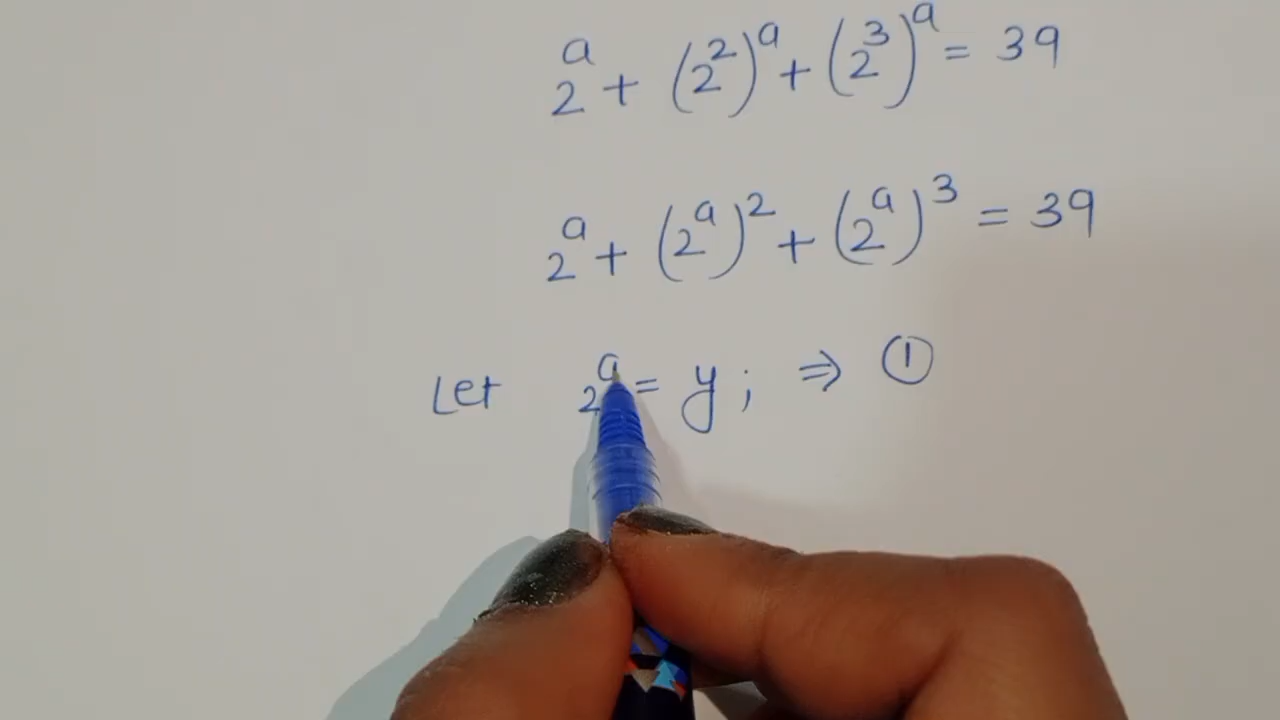 2^a + (2^2)^a + (2^3)^a = 39
2^a + (2^a)^2 + (2^a)^3 = 39
Let 2^a = y; ⇒ ①